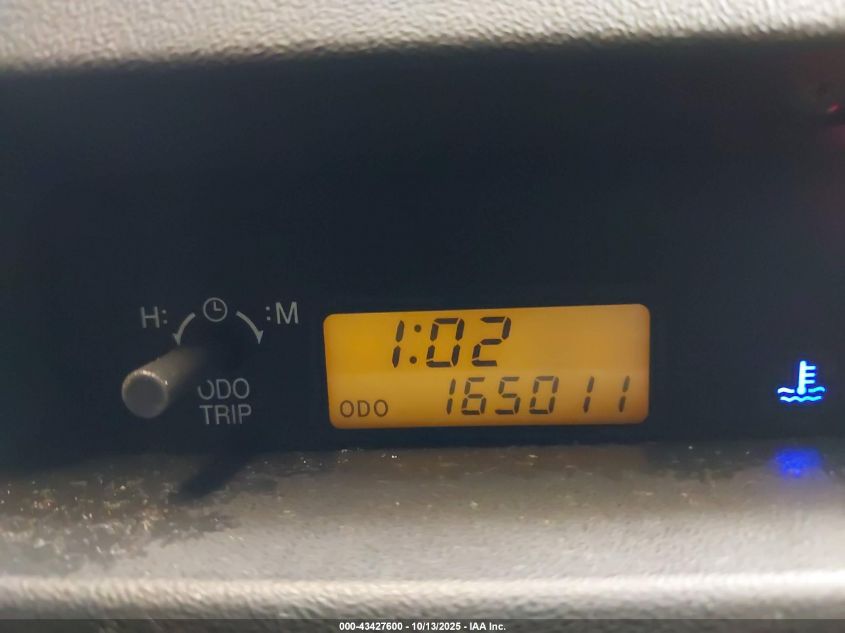 H: :M
1:02
ODO 165011
ODO
TRIP
000-43427600 - 10/13/2025 - IAA Inc.